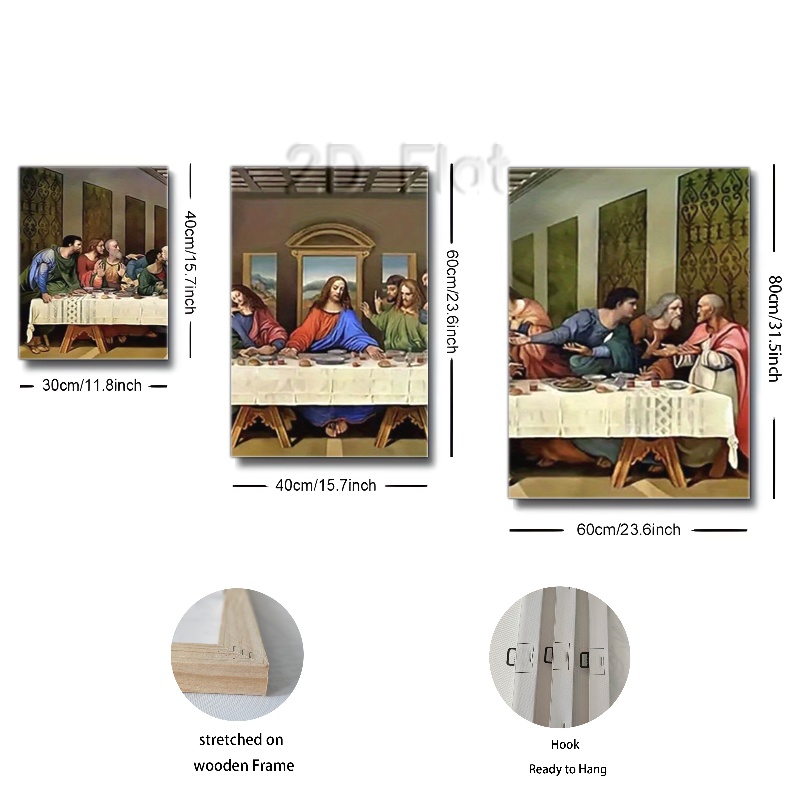 2D Flat
40cm/15.7inch
30cm/11.8inch
60cm/23.6inch
40cm/15.7inch
80cm/31.5inch
60cm/23.6inch
stretched on
wooden Frame
Hook
Ready to Hang